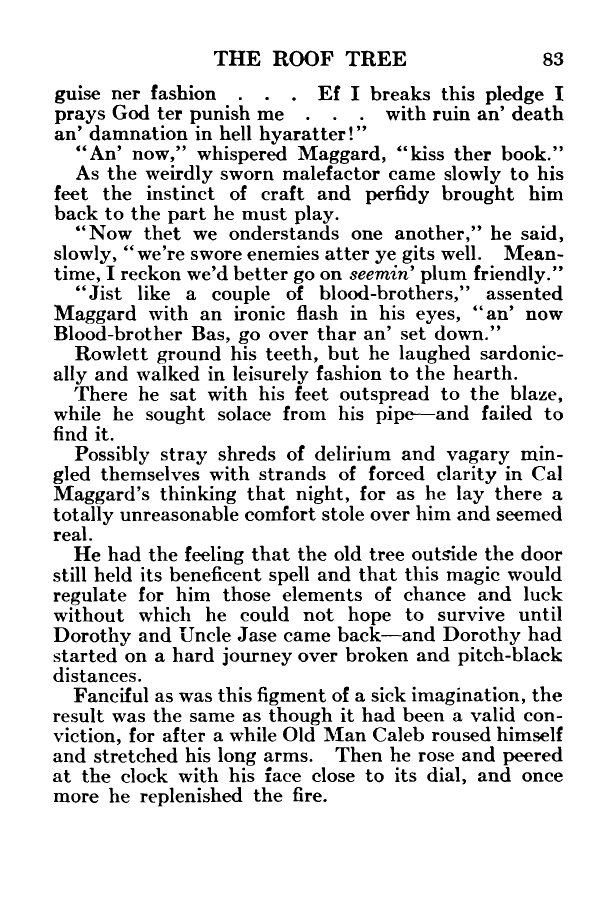 THE ROOF TREE 83
guise ner fashion . . . Ef I breaks this pledge I
prays God ter punish me . . . with ruin an' death
an' damnation in hell hyaratter!"
"An' now," whispered Maggard, "kiss ther book."
As the weirdly sworn malefactor came slowly to his
feet the instinct of craft and perfidy brought him
back to the part he must play.
"Now thet we onderstands one another," he said,
slowly, "we're swore enemies atter ye gits well. Mean-
time, I reckon we'd better go on seemin' plum friendly."
"Jist like a couple of blood-brothers," assented
Maggard with an ironic flash in his eyes, "an' now
Blood-brother Bas, go over thar an' set down."
Rowlett ground his teeth, but he laughed sardonic-
ally and walked in leisurely fashion to the hearth.
There he sat with his feet outspread to the blaze,
while he sought solace from his pipe—and failed to
find it.
Possibly stray shreds of delirium and vagary min-
gled themselves with strands of forced clarity in Cal
Maggard's thinking that night, for as he lay there a
totally unreasonable comfort stole over him and seemed
real.
He had the feeling that the old tree outside the door
still held its beneficent spell and that this magic would
regulate for him those elements of chance and luck
without which he could not hope to survive until
Dorothy and Uncle Jase came back—and Dorothy had
started on a hard journey over broken and pitch-black
distances.
Fanciful as was this figment of a sick imagination, the
result was the same as though it had been a valid con-
viction, for after a while Old Man Caleb roused himself
and stretched his long arms. Then he rose and peered
at the clock with his face close to its dial, and once
more he replenished the fire.